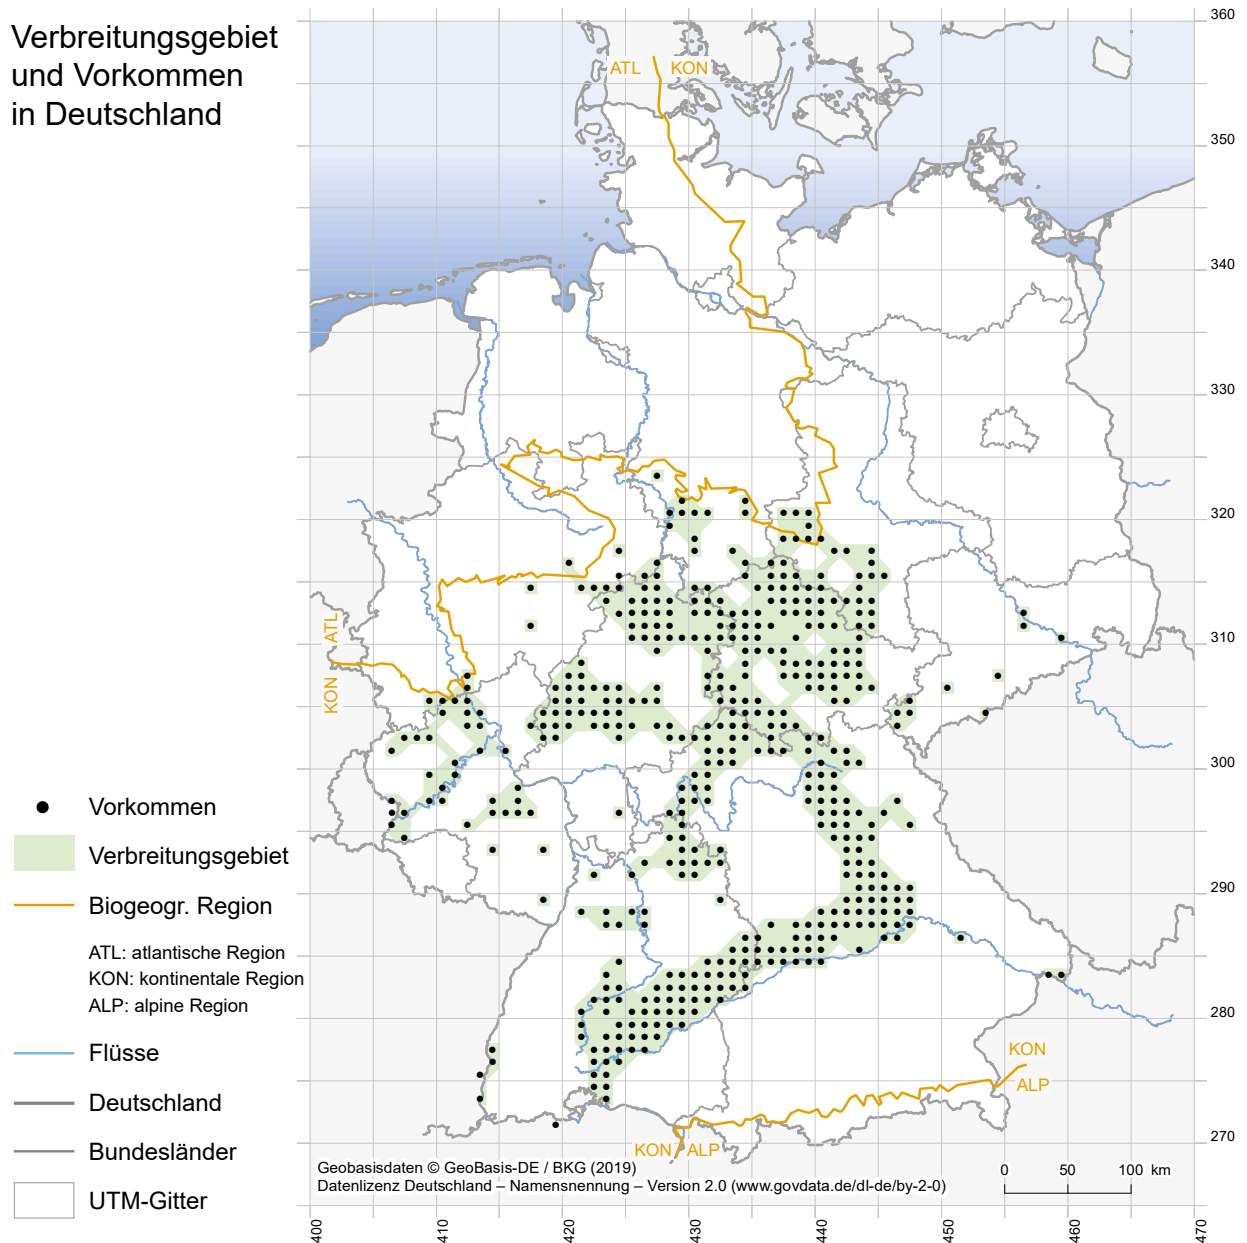 Verbreitungsgebiet
und Vorkommen
in Deutschland
Vorkommen
Verbreitungsgebiet
Biogeogr. Region
ATL: atlantische Region
KON: kontinentale Region
ALP: alpine Region
Flüsse
Deutschland
Bundesländer
UTM-Gitter
ATL
KON
ATL
KON
KON
ALP
KON
ALP
360
350
340
330
320
310
300
290
280
270
Geobasisdaten © GeoBasis-DE / BKG (2019)
Datenlizenz Deutschland – Namensnennung – Version 2.0 (www.govdata.de/dl-de/by-2-0)
0 50 100 km
400 410 420 430 440 450 460 470